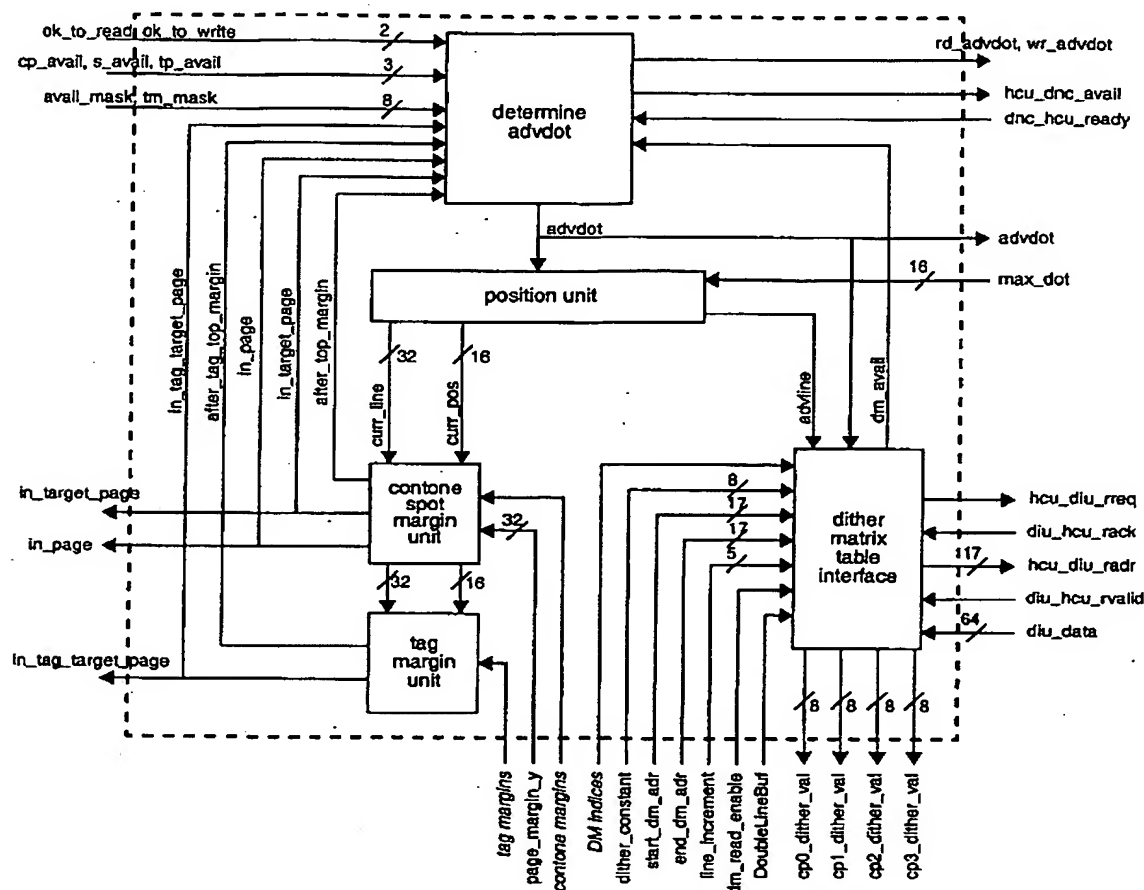 ok_to_read, ok_to_write
2
cp_avail, s_avail, tp_avail
3
avail_mask, tm_mask
8
determine
advdot
rd_advdot, wr_advdot
hcu_dnc_avail
dnc_hcu_ready
advdot
advdot
16
max_dot
position unit
in_tag_target_page
after_tag_top_margin
in_page
in_target_page
after_top_margin
32
16
curr_line
curr_pos
advline
dm_avail
in_target_page
in_page
contone
spot
margin
unit
32
32
16
tag
margin
unit
in_tag_target_page
8
17
17
5
dither
matrix
table
interface
hcu_diu_rreq
diu_hcu_rack
17
hcu_diu_radr
diu_hcu_rvalid
64
diu_data
8
8
8
8
tag margins
page_margin_y
contone margins
DM indices
dither_constant
start_dm_adr
end_dm_adr
line_increment
dm_read_enable
DoubleLineBuf
cp0_dither_val
cp1_dither_val
cp2_dither_val
cp3_dither_val